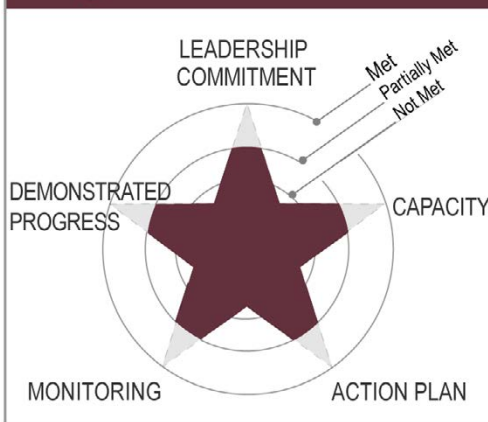 LEADERSHIP
COMMITMENT
Met
Partially Met
Not Met
DEMONSTRATED
PROGRESS
CAPACITY
MONITORING
ACTION PLAN